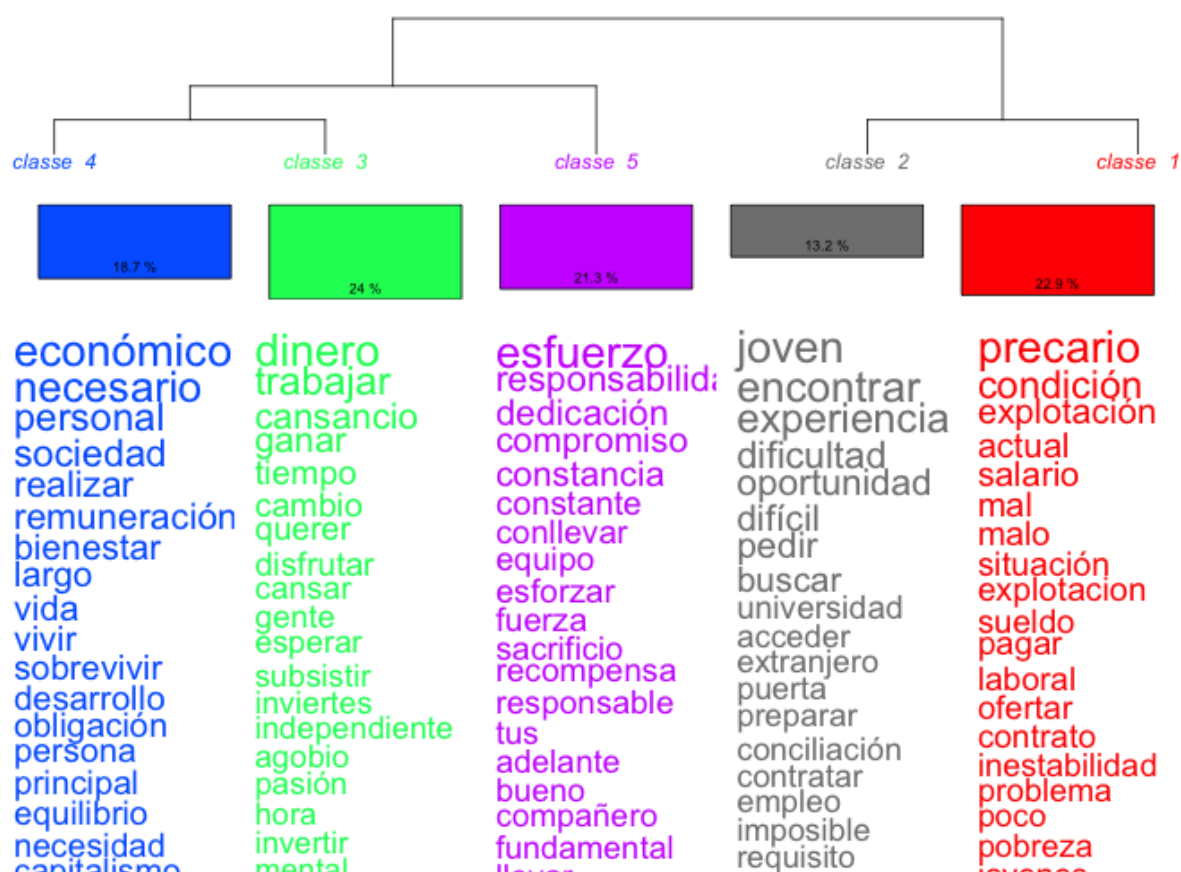 classe 4
classe 3
classe 5
classe 2
classe 1
18.7 %
24 %
21.3 %
13.2 %
22.9 %
económico
necesario
personal
sociedad
realizar
remuneración
bienestar
largo
vida
vivir
sobrevivir
desarrollo
obligación
persona
principal
equilibrio
necesidad
capitalismo
dinero
trabajar
cansancio
ganar
tiempo
cambio
querer
disfrutar
cansar
gente
esperar
subsistir
inviertes
independiente
agobio
pasión
hora
invertir
mental
esfuerzo
responsabilida
dedicación
compromiso
constancia
constante
conllevar
equipo
esforzar
fuerza
sacrificio
recompensa
responsable
tus
adelante
bueno
compañero
fundamental
llevar
joven
encontrar
experiencia
dificultad
oportunidad
difícil
pedir
buscar
universidad
acceder
extranjero
puerta
preparar
conciliación
contratar
empleo
imposible
requisito
precario
condición
explotación
actual
salario
mal
malo
situación
explotacion
sueldo
pagar
laboral
ofertar
contrato
inestabilidad
problema
poco
pobreza
jovenes